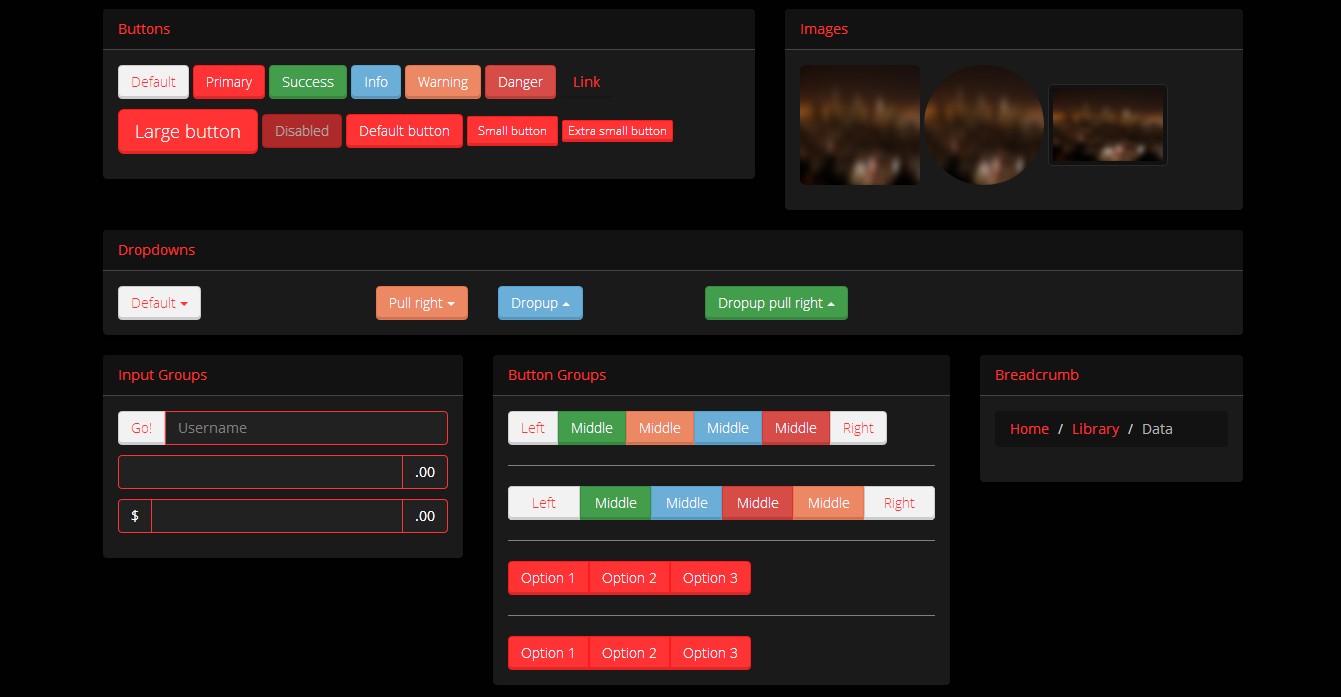 Buttons
Default Primary Success Info Warning Danger Link
Large button Disabled Default button Small button Extra small button
Images
Dropdowns
Default Pull right Dropup Dropup pull right
Input Groups
Go! Username
.00
$ .00
Button Groups
Left Middle Middle Middle Middle Right
Left Middle Middle Middle Middle Right
Option 1 Option 2 Option 3
Option 1 Option 2 Option 3
Breadcrumb
Home / Library / Data